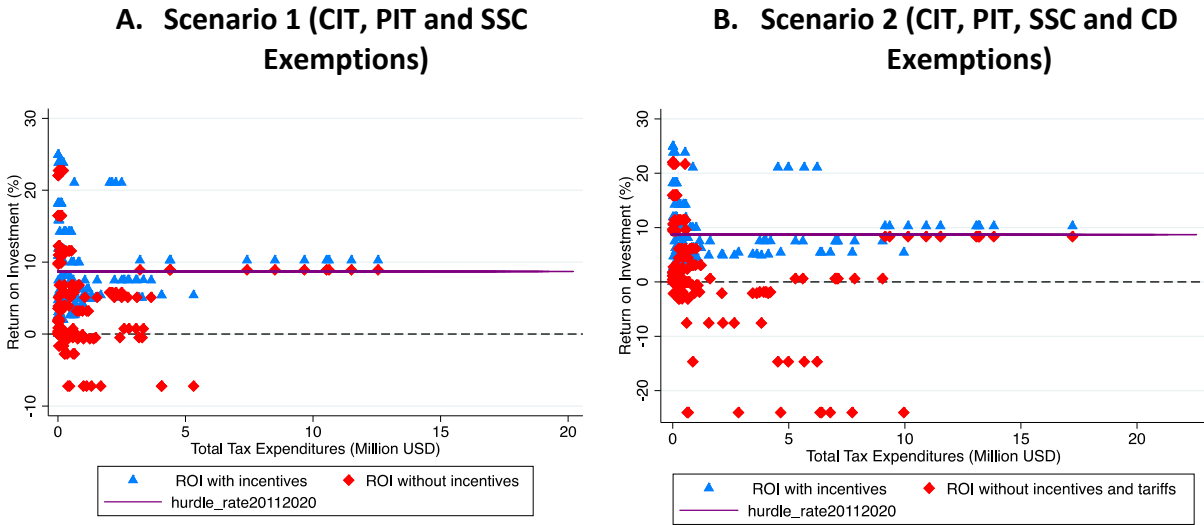 A. Scenario 1 (CIT, PIT and SSC
Exemptions)
Return on Investment (%)
30
20
10
0
-10
0
5
10
15
20
Total Tax Expenditures (Million USD)
ROI with incentives
ROI without incentives
hurdle_rate20112020
B. Scenario 2 (CIT, PIT, SSC and CD
Exemptions)
Return on Investment (%)
30
20
10
0
-10
-20
0
5
10
15
20
Total Tax Expenditures (Million USD)
ROI with incentives
ROI without incentives and tariffs
hurdle_rate20112020